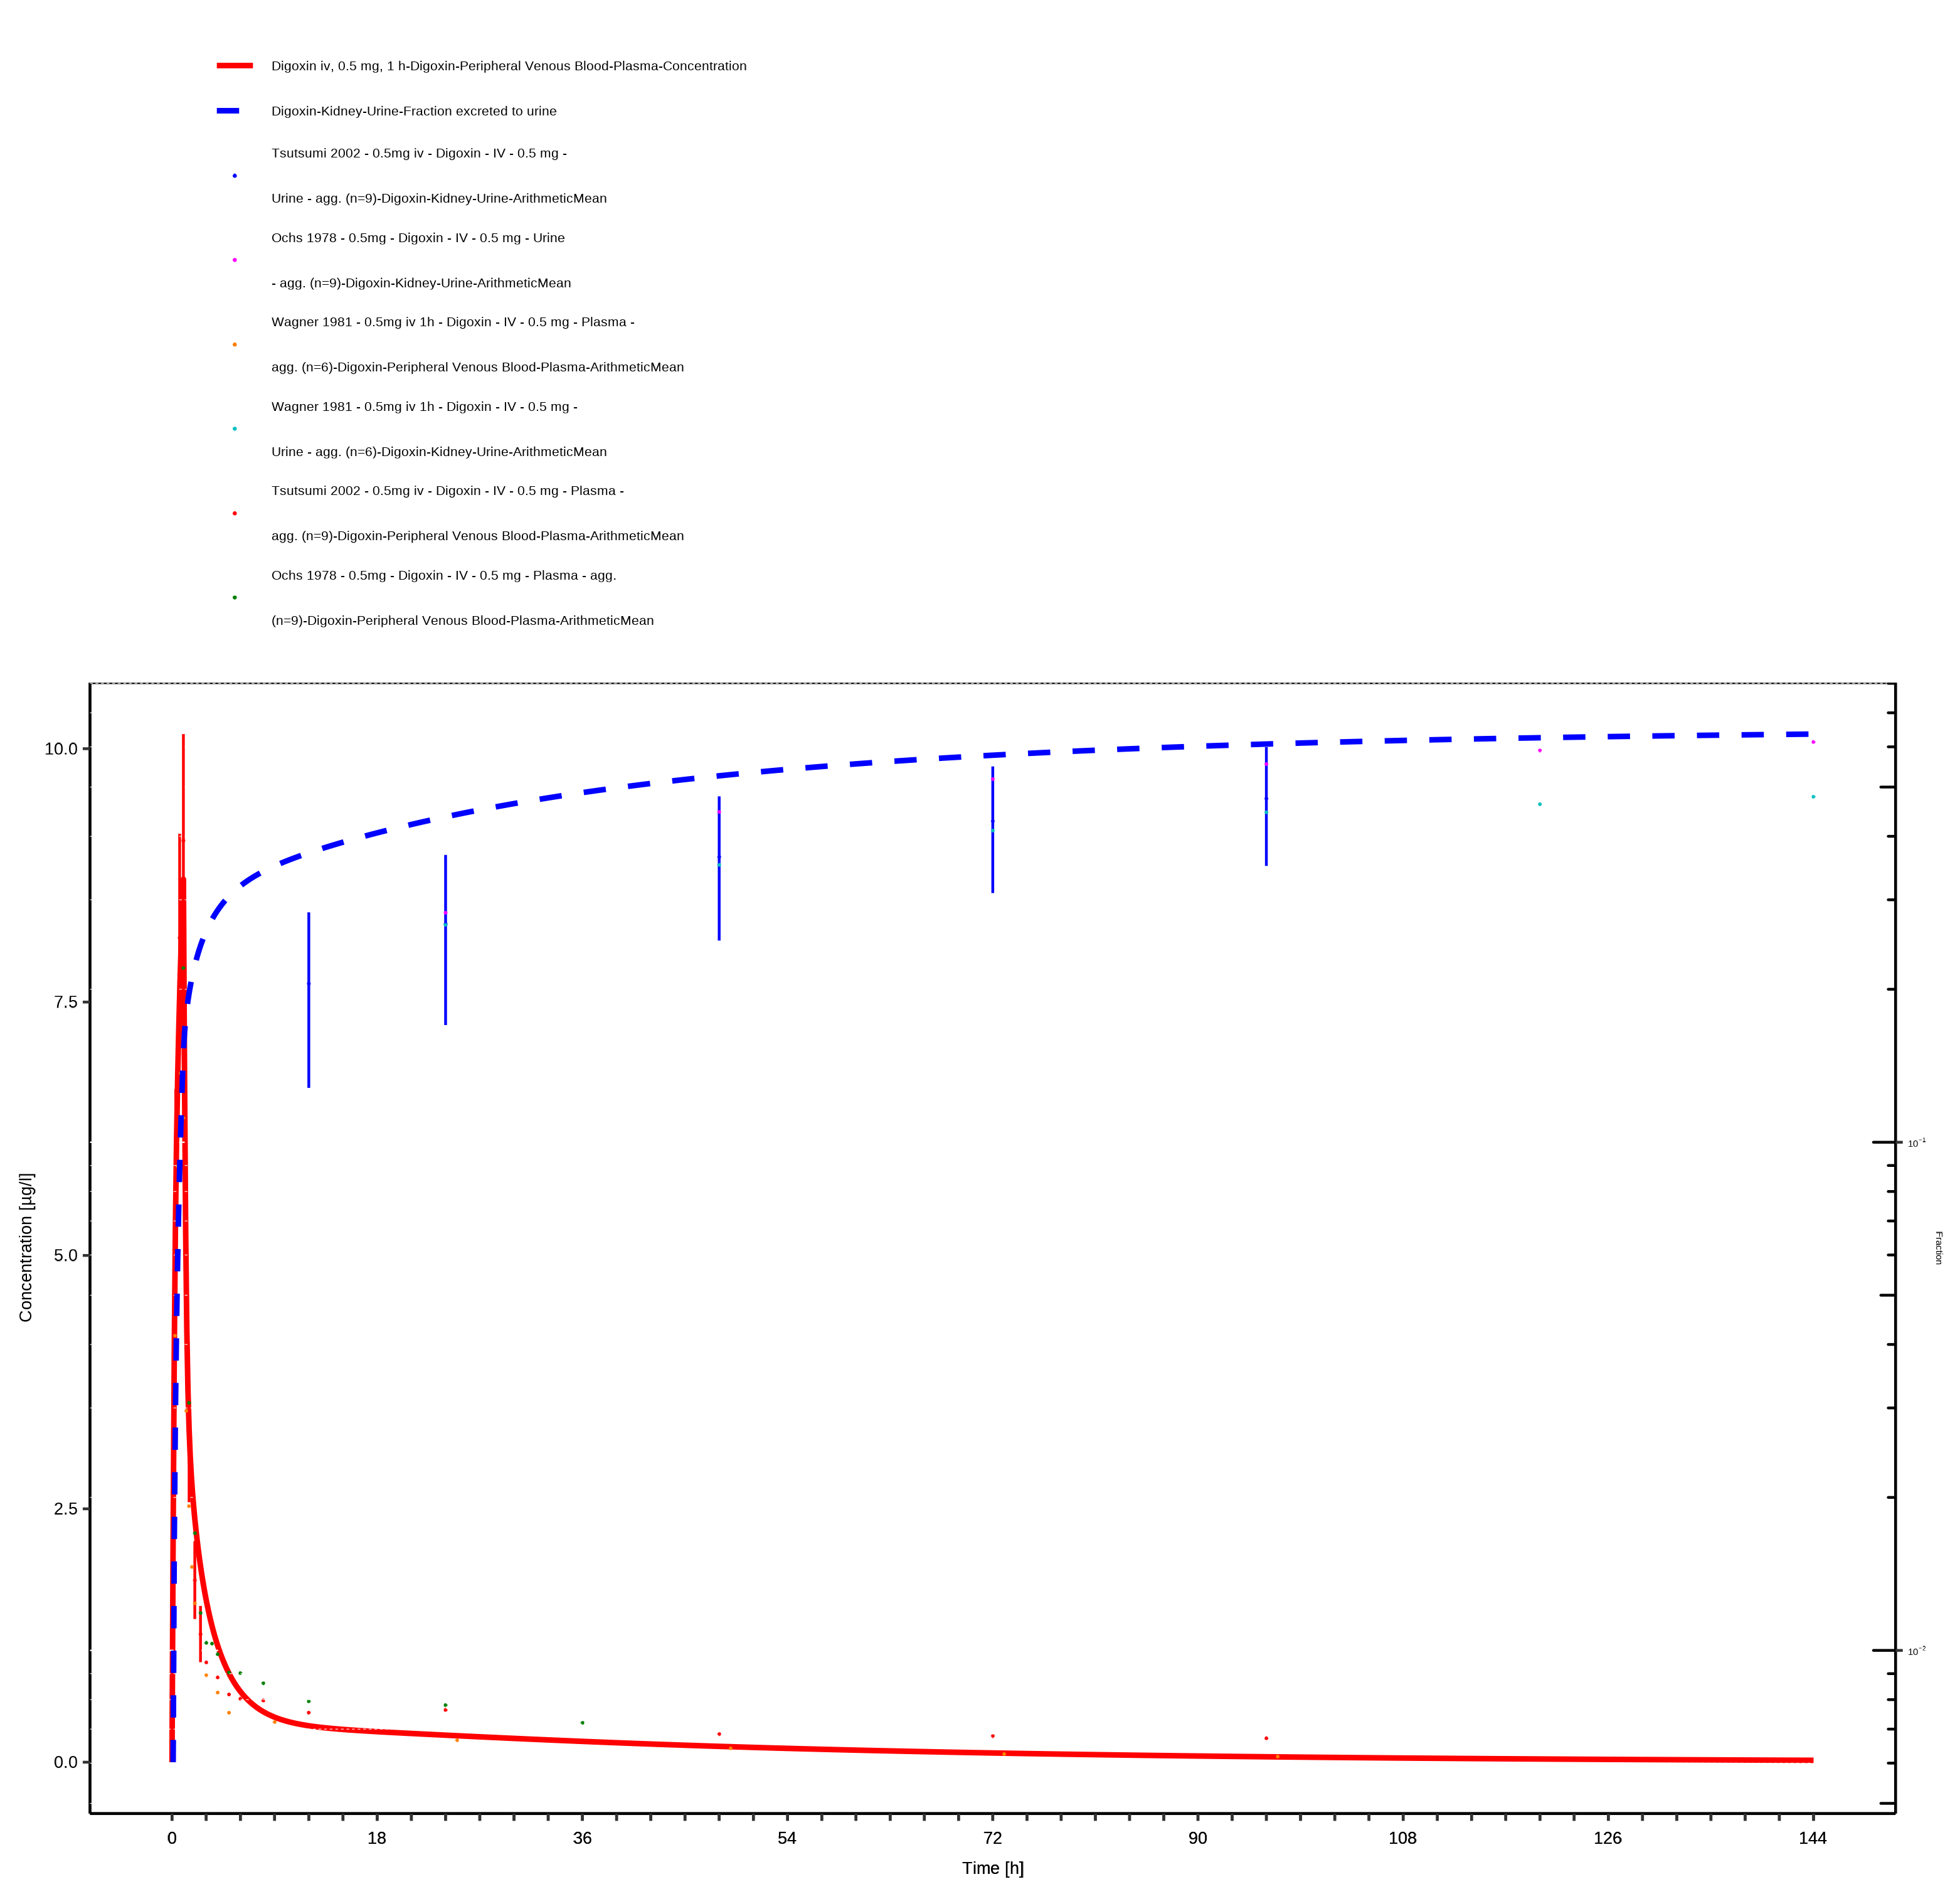 Digoxin iv, 0.5 mg, 1 h-Digoxin-Peripheral Venous Blood-Plasma-Concentration
Digoxin-Kidney-Urine-Fraction excreted to urine
Tsutsumi 2002 - 0.5mg iv - Digoxin - IV - 0.5 mg -
Urine - agg. (n=9)-Digoxin-Kidney-Urine-ArithmeticMean
Ochs 1978 - 0.5mg - Digoxin - IV - 0.5 mg - Urine
- agg. (n=9)-Digoxin-Kidney-Urine-ArithmeticMean
Wagner 1981 - 0.5mg iv 1h - Digoxin - IV - 0.5 mg - Plasma -
agg. (n=6)-Digoxin-Peripheral Venous Blood-Plasma-ArithmeticMean
Wagner 1981 - 0.5mg iv 1h - Digoxin - IV - 0.5 mg -
Urine - agg. (n=6)-Digoxin-Kidney-Urine-ArithmeticMean
Tsutsumi 2002 - 0.5mg iv - Digoxin - IV - 0.5 mg - Plasma -
agg. (n=9)-Digoxin-Peripheral Venous Blood-Plasma-ArithmeticMean
Ochs 1978 - 0.5mg - Digoxin - IV - 0.5 mg - Plasma - agg.
(n=9)-Digoxin-Peripheral Venous Blood-Plasma-ArithmeticMean
10.0
7.5
5.0
2.5
0.0
Concentration [µg/l]
10⁻¹
10⁻²
Fraction
0 18 36 54 72 90 108 126 144
Time [h]